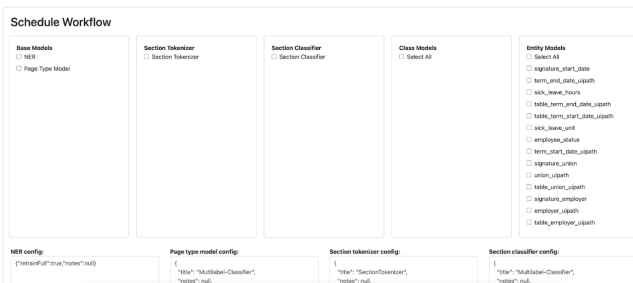 Schedule Workflow
Base Models
NER
Page Type Model
Section Tokenizer
Section Tokenizer
Section Classifier
Section Classifier
Class Models
Select All
Entity Models
Select All
signature_start_date
term_end_date_uipath
sick_leave_hours
table_term_end_date_uipath
table_term_start_date_uipath
sick_leave_unit
employee_status
term_start_date_uipath
signature_union
union_uipath
table_union_uipath
signature_employer
employer_uipath
table_employer_uipath
NER config:
{"retrainFull":true,"notes":null}
Page type model config:
{
"title": "Multilabel-Classifier",
"notes": null,
Section tokenizer config:
{
"title": "SectionTokenizer",
"notes": null,
Section classifier config:
{
"title": "Multilabel-Classifier",
"notes": null,